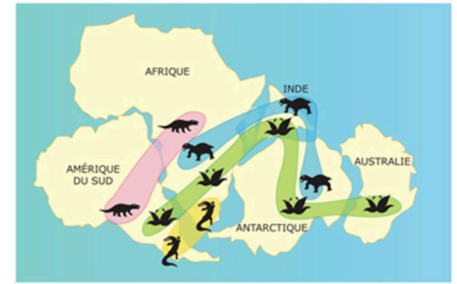 AFRIQUE
INDE
AMÉRIQUE
DU SUD
AUSTRALIE
ANTARCTIQUE